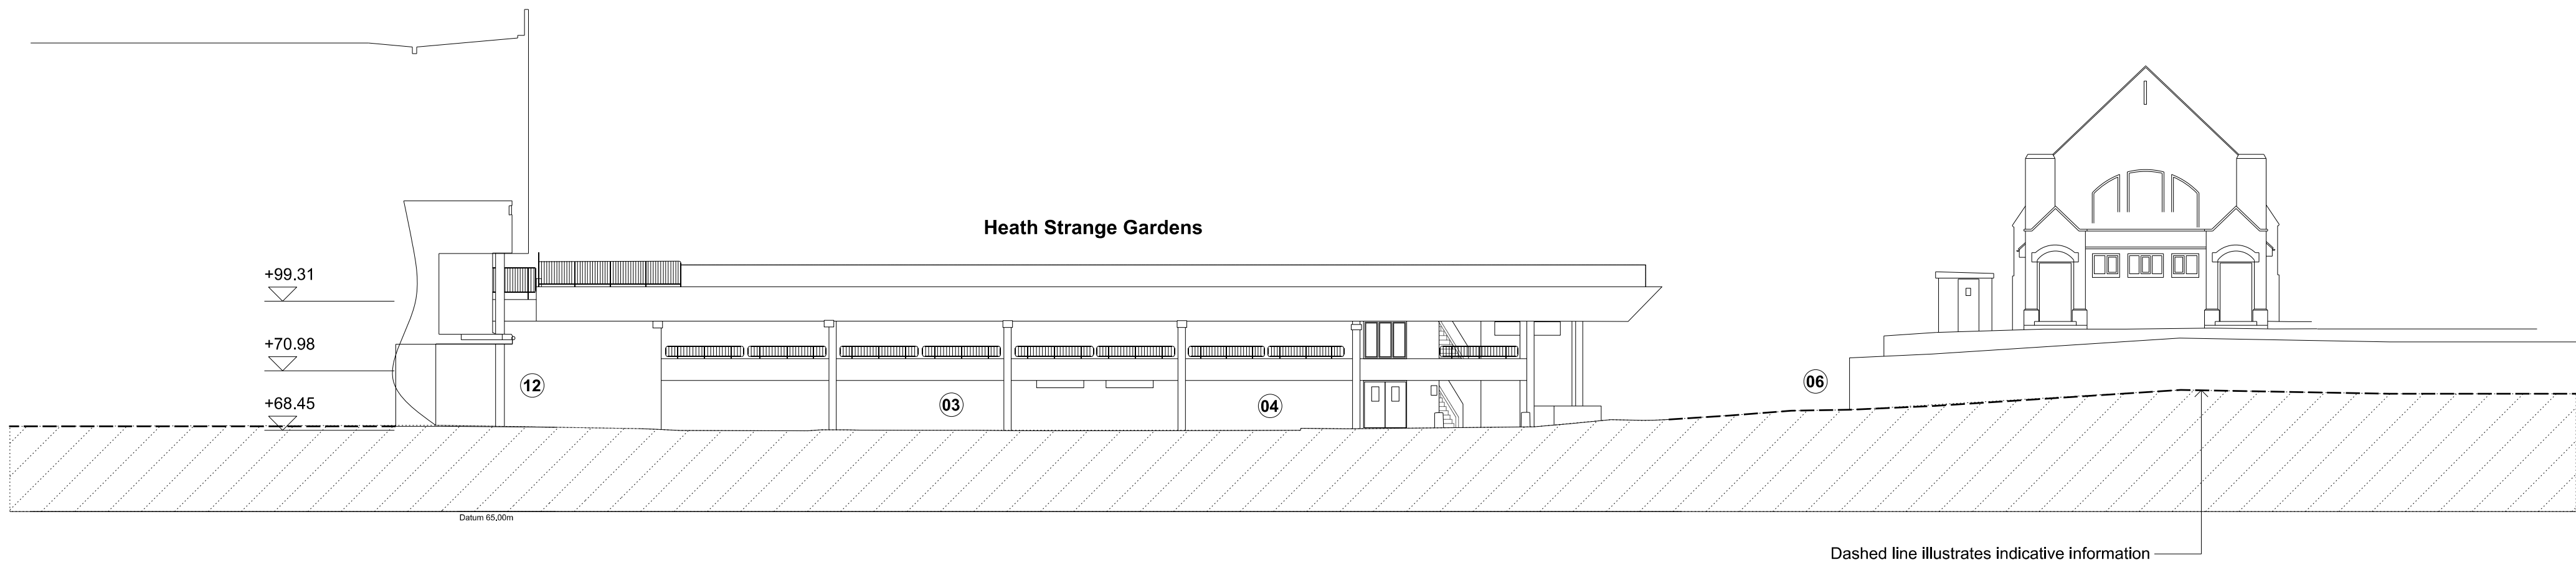 Heath Strange Gardens
+99.31
+70.98
12
06
+68.45
03
04
Datum 65,00m
Dashed line illustrates indicative information